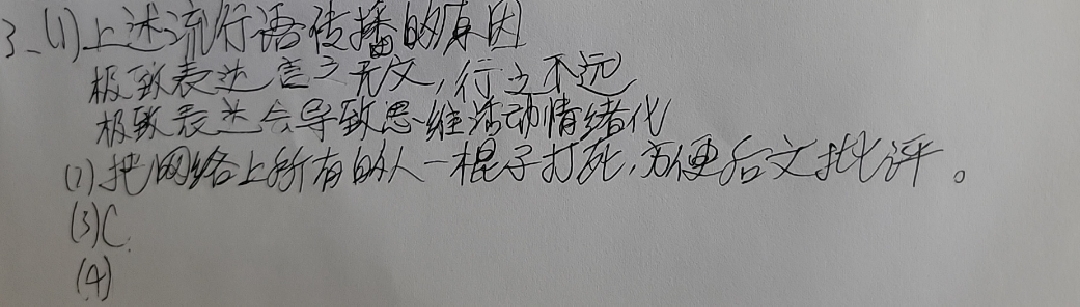 3、(1)上述流行语传播的原因
极致表达言之无文，行之不远
极致表达会导致思维活动情绪化
(2)把网络上所有的人一棍子打死，方便后文批评。
(3)C.
(4)